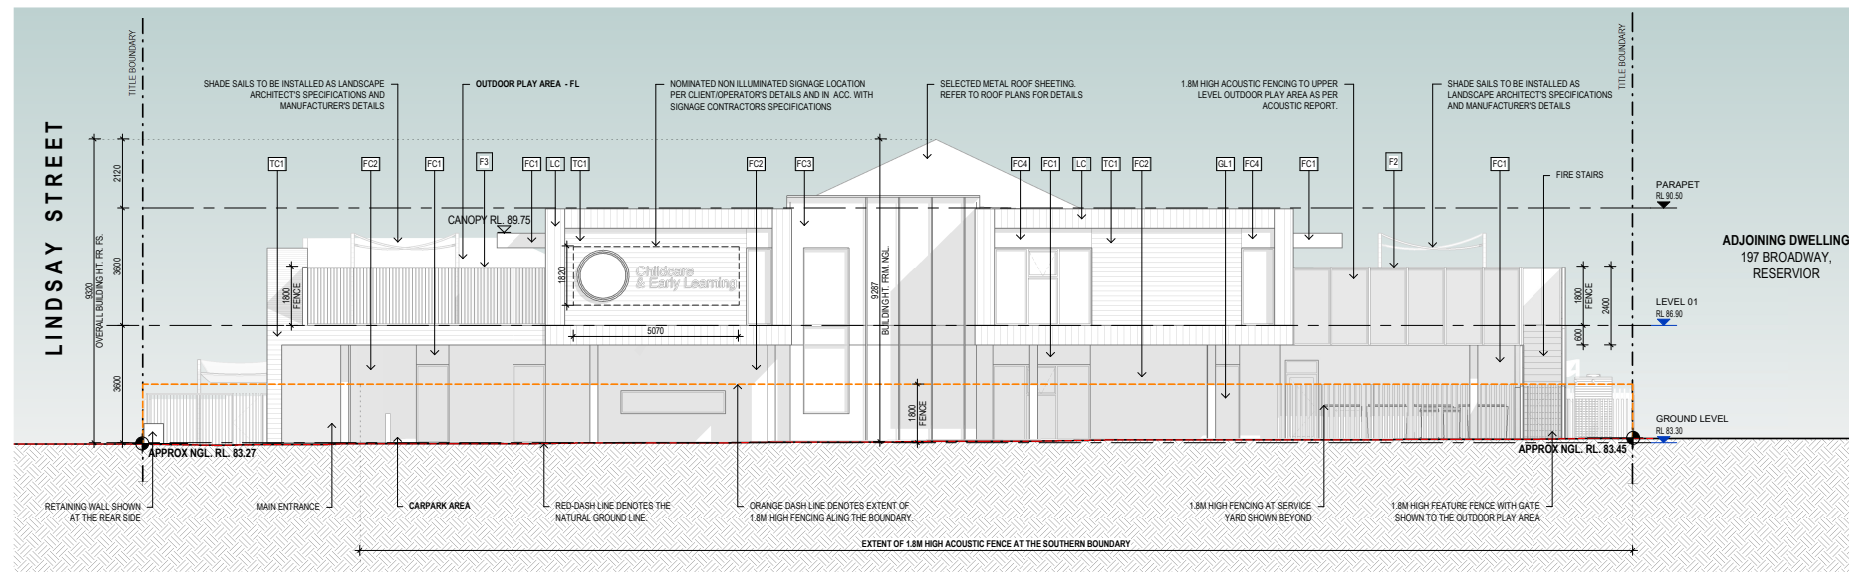 TITLE BOUNDARY
TITLE BOUNDARY
SHADE SAILS TO BE INSTALLED AS LANDSCAPE
ARCHITECT'S SPECIFICATIONS AND
MANUFACTURER'S DETAILS
OUTDOOR PLAY AREA - FL
NOMINATED NON ILLUMINATED SIGNAGE LOCATION
PER CLIENT/OPERATOR'S DETAILS AND IN ACC. WITH
SIGNAGE CONTRACTORS SPECIFICATIONS
SELECTED METAL ROOF SHEETING.
REFER TO ROOF PLANS FOR DETAILS
1.8M HIGH ACOUSTIC FENCING TO UPPER
LEVEL OUTDOOR PLAY AREA AS PER
ACOUSTIC REPORT.
SHADE SAILS TO BE INSTALLED AS
LANDSCAPE ARCHITECT'S SPECIFICATIONS
AND MANUFACTURER'S DETAILS
LINDSAY STREET
9320
OVERALL BUILDING HT. FR. FS.
2120
3600
3600
TC1
FC2
FC1
F3
FC1
LC
TC1
FC2
FC3
FC4
FC1
LC
TC1
FC2
GL1
FC4
FC1
F2
FC1
FIRE STAIRS
PARAPET
RL 90.50
CANOPY RL. 89.75
ADJOINING DWELLING
197 BROADWAY,
RESERVIOR
1800
FENCE
1820
Childcare
& Early Learning
5070
9287
BUILDING HT. FRM. NGL.
1800
FENCE
2400
600
LEVEL 01
RL 86.90
1800
FENCE
GROUND LEVEL
RL 83.30
APPROX NGL. RL. 83.27
APPROX NGL. RL. 83.45
RETAINING WALL SHOWN
AT THE REAR SIDE
MAIN ENTRANCE
CARPARK AREA
RED-DASH LINE DENOTES THE
NATURAL GROUND LINE.
ORANGE DASH LINE DENOTES EXTENT OF
1.8M HIGH FENCING ALING THE BOUNDARY.
1.8M HIGH FENCING AT SERVICE
YARD SHOWN BEYOND
1.8M HIGH FEATURE FENCE WITH GATE
SHOWN TO THE OUTDOOR PLAY AREA
EXTENT OF 1.8M HIGH ACOUSTIC FENCE AT THE SOUTHERN BOUNDARY